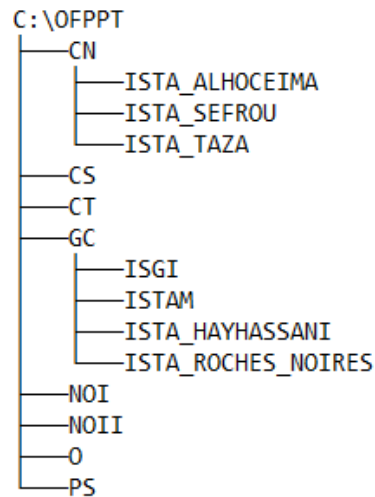 C:\OFPPT
CN
ISTA_ALHOCEIMA
ISTA_SEFROU
ISTA_TAZA
CS
CT
GC
ISGI
ISTAM
ISTA_HAYHASSANI
ISTA_ROCHES_NOIRES
NOI
NOII
O
PS